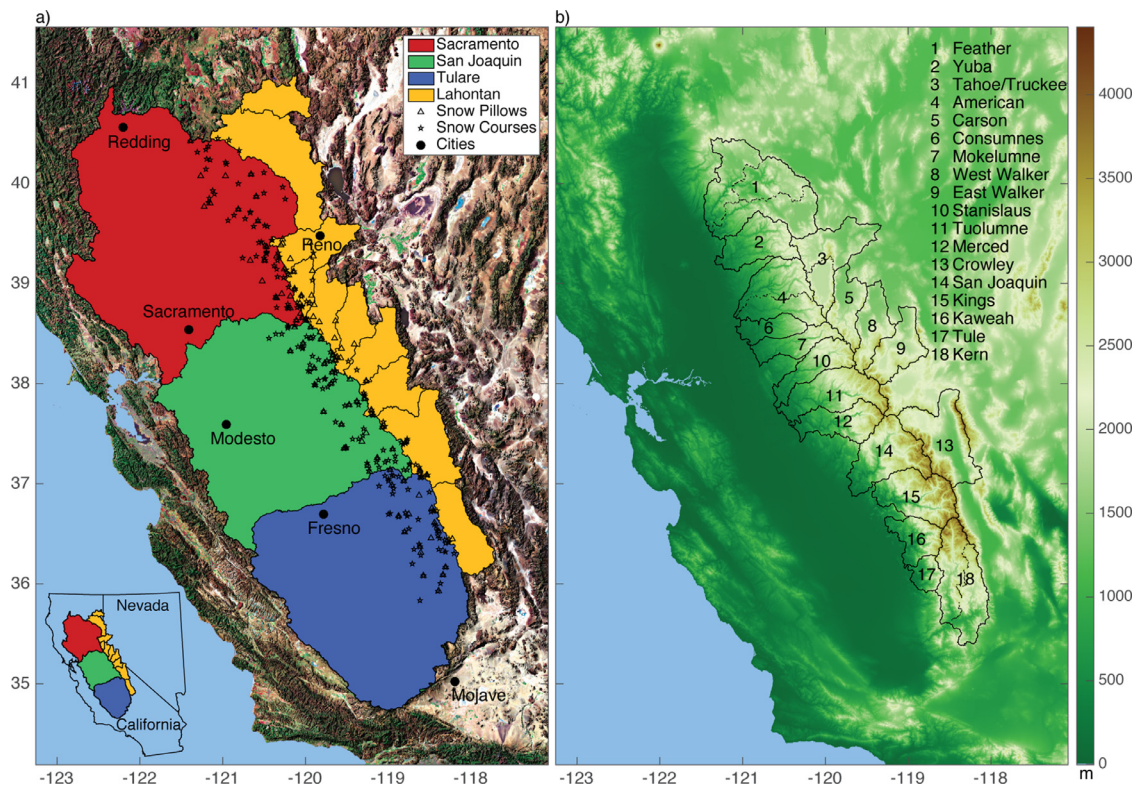 a)
Sacramento
San Joaquin
Tulare
Lahontan
Snow Pillows
Snow Courses
Cities
Redding
Reno
Sacramento
Modesto
Fresno
Mojave
Nevada
California
41
40
39
38
37
36
35
-123
-122
-121
-120
-119
-118
b)
1 Feather
2 Yuba
3 Tahoe/Truckee
4 American
5 Carson
6 Consumnes
7 Mokelumne
8 West Walker
9 East Walker
10 Stanislaus
11 Tuolumne
12 Merced
13 Crowley
14 San Joaquin
15 Kings
16 Kaweah
17 Tule
18 Kern
1
2
3
4
5
6
7
8
9
10
11
12
13
14
15
16
17
18
-123
-122
-121
-120
-119
-118
4000
3500
3000
2500
2000
1500
1000
500
0
m